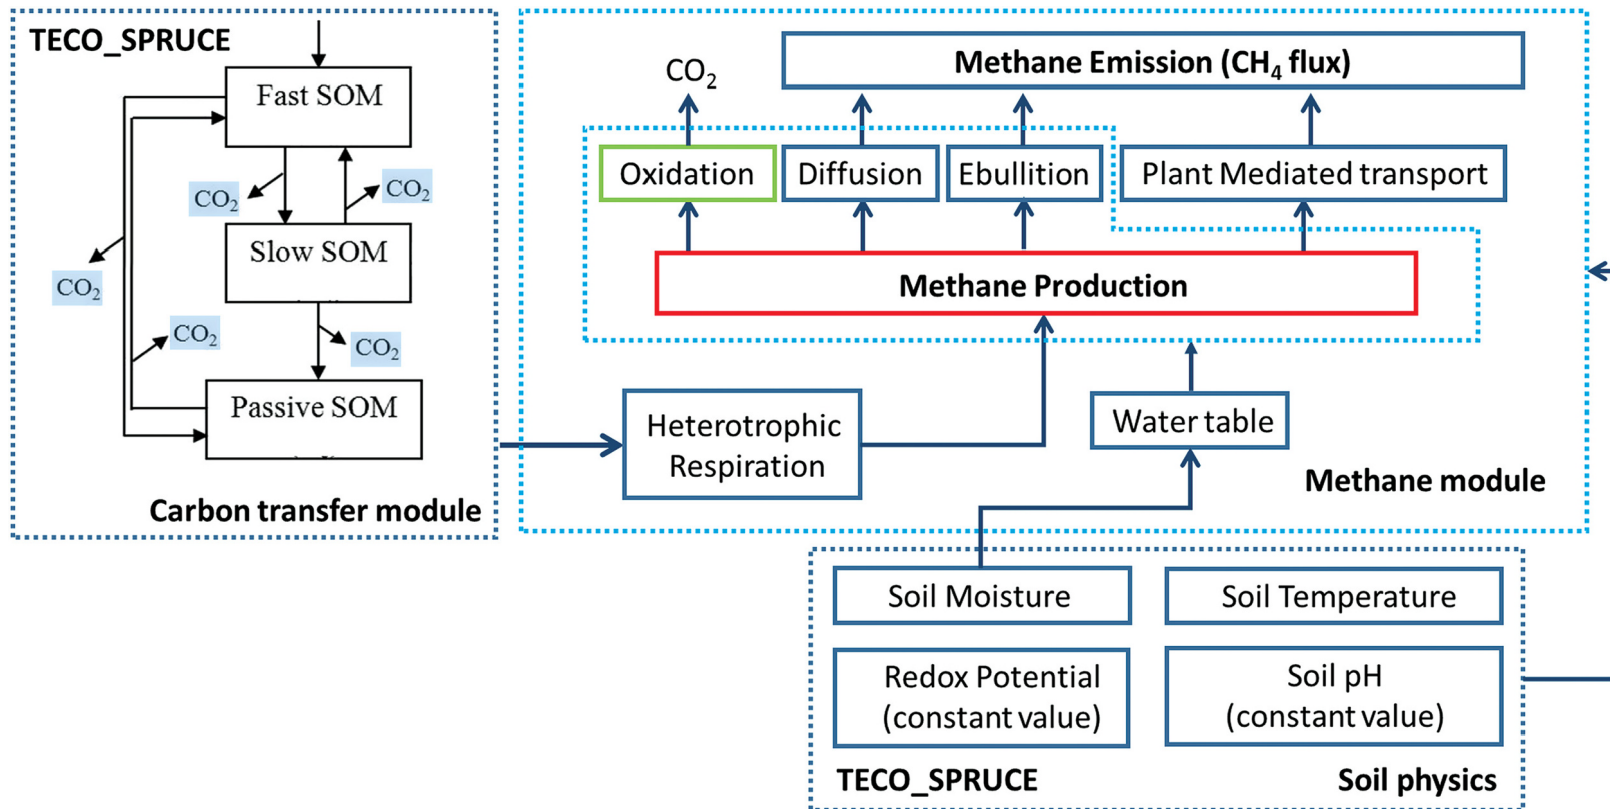 TECO_SPRUCE
Fast SOM
CO2
CO2
Slow SOM
CO2
CO2
CO2
Passive SOM
Carbon transfer module
Methane Emission (CH4 flux)
CO2
Oxidation
Diffusion
Ebullition
Plant Mediated transport
Methane Production
Heterotrophic
Respiration
Water table
Methane module
Soil Moisture
Soil Temperature
Redox Potential
(constant value)
Soil pH
(constant value)
TECO_SPRUCE
Soil physics